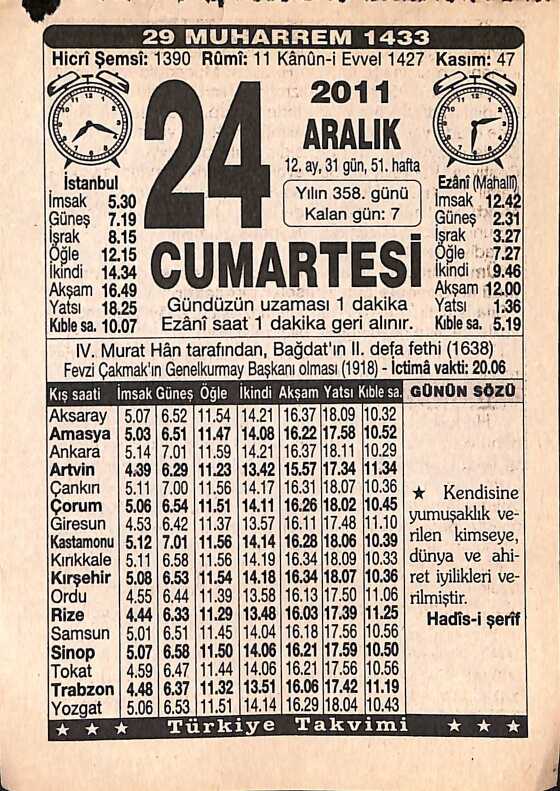 29 MUHARREM 1433
Hicrî Şemsî: 1390 Rûmî: 11 Kânûn-i Evvel 1427 Kasım: 47
24
2011
ARALIK
12. ay, 31 gün, 51. hafta
Yılın 358. günü
Kalan gün: 7
CUMARTESİ
Gündüzün uzaması 1 dakika
Ezânî saat 1 dakika geri alınır.
İstanbul
İmsak 5.30
Güneş 7.19
İşrak 8.15
Öğle 12.15
İkindi 14.34
Akşam 16.49
Yatsı 18.25
Kıble sa. 10.07
Ezânî (Mahallî)
İmsak 12.42
Güneş 2.31
İşrak 3.27
Öğle 7.27
İkindi 9.46
Akşam 12.00
Yatsı 1.36
Kıble sa. 5.19
IV. Murat Hân tarafından, Bağdat'ın II. defa fethi (1638)
Fevzi Çakmak'ın Genelkurmay Başkanı olması (1918) - İctimâ vakti: 20.06
Kış saati İmsak Güneş Öğle İkindi Akşam Yatsı Kıble sa.
Aksaray 5.07 6.52 11.54 14.21 16.37 18.09 10.32
Amasya 5.03 6.51 11.47 14.08 16.22 17.58 10.52
Ankara 5.14 7.01 11.59 14.21 16.37 18.11 10.29
Artvin 4.39 6.29 11.23 13.42 15.57 17.34 11.34
Çankırı 5.11 7.00 11.56 14.17 16.31 18.07 10.36
Çorum 5.06 6.54 11.51 14.11 16.26 18.02 10.45
Giresun 4.53 6.42 11.37 13.57 16.11 17.48 11.10
Kastamonu 5.12 7.01 11.56 14.14 16.28 18.06 10.39
Kırıkkale 5.11 6.58 11.56 14.19 16.34 18.09 10.33
Kırşehir 5.08 6.53 11.54 14.18 16.34 18.07 10.36
Ordu 4.55 6.44 11.39 13.58 16.13 17.50 11.06
Rize 4.44 6.33 11.29 13.48 16.03 17.39 11.25
Samsun 5.01 6.51 11.45 14.04 16.18 17.56 10.56
Sinop 5.07 6.58 11.50 14.06 16.21 17.59 10.50
Tokat 4.59 6.47 11.44 14.06 16.21 17.56 10.56
Trabzon 4.48 6.37 11.32 13.51 16.06 17.42 11.19
Yozgat 5.06 6.53 11.51 14.14 16.29 18.04 10.43
GÜNÜN SÖZÜ
★ Kendisine
yumuşaklık ve-
rilen kimseye,
dünya ve ahi-
ret iyilikleri ve-
rilmiştir.
Hadîs-i şerîf
★ ★ ★ Türkiye Takvimi ★ ★ ★